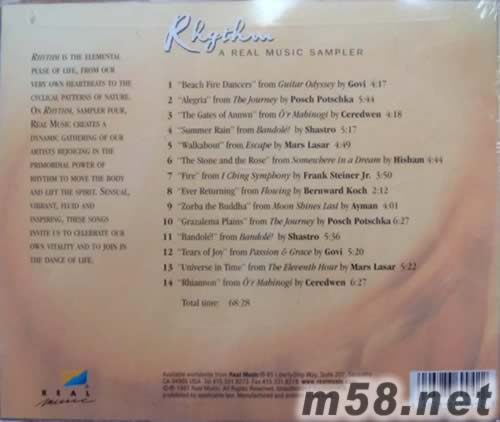 Rhythm
A REAL MUSIC SAMPLER
RHYTHM IS THE ELEMENTAL
PULSE OF LIFE, FROM OUR
VERY OWN HEARTBEATS TO THE
CYCLICAL PATTERNS OF NATURE.
ON RHYTHM, SAMPLER FOUR,
REAL MUSIC CREATES A
DYNAMIC GATHERING OF OUR
ARTISTS REJOICING IN THE
PRIMORDIAL POWER OF
RHYTHM TO MOVE THE BODY
AND LIFT THE SPIRIT. SENSUAL,
VIBRANT, FLUID AND
INSPIRING, THESE SONGS
INVITE US TO CELEBRATE OUR
OWN VITALITY AND TO JOIN IN
THE DANCE OF LIFE.
1 "Beach Fire Dancers" from Guitar Odyssey by Govi 4:17
2 "Alegria" from The Journey by Posch Potschka 5:44
3 "The Gates of Annwn" from O'r Mabinogi by Ceredwen 4:18
4 "Summer Rain" from Bandolé! by Shastro 5:17
5 "Walkabout" from Escape by Mars Lasar 4:49
6 "The Stone and the Rose" from Somewhere in a Dream by Hisham 4:44
7 "Fire" from I Ching Symphony by Frank Steiner Jr. 3:50
8 "Ever Returning" from Flowing by Bernward Koch 2:12
9 "Zorba the Buddha" from Moon Shines Last by Ayman 4:01
10 "Grazalema Plains" from The Journey by Posch Potschka 6:27
11 "Bandolé!" from Bandolé! by Shastro 5:36
12 "Tears of Joy" from Passion & Grace by Govi 5:20
13 "Universe in Time" from The Eleventh Hour by Mars Lasar 5:22
14 "Rhiannon" from O'r Mabinogi by Ceredwen 6:27
Total time: 68:28
REAL
music
Available worldwide from Real Music
m58.net